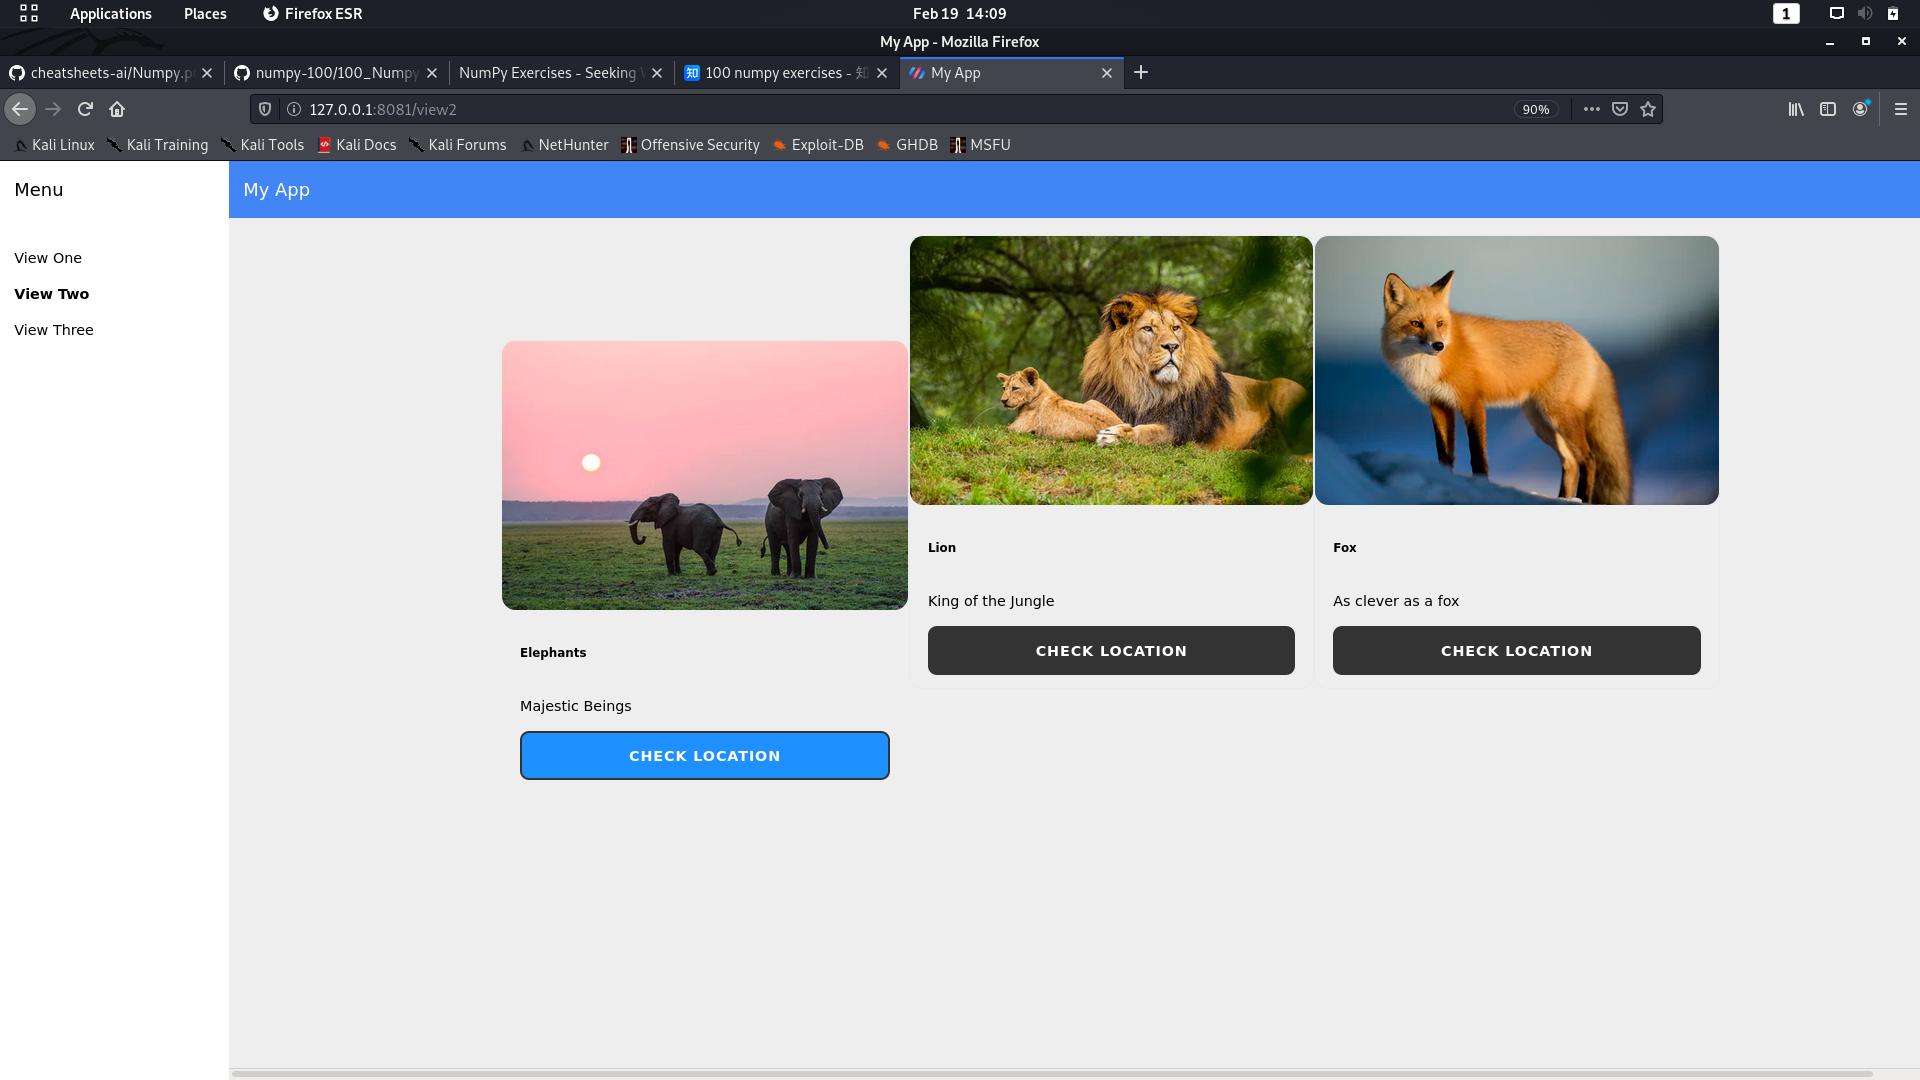 Applications Places Firefox ESR Feb 19 14:09 1
My App - Mozilla Firefox
cheatsheets-ai/Numpy.p numpy-100/100_Numpy NumPy Exercises - Seeking 100 numpy exercises - 知 My App
127.0.0.1:8081/view2 90%
Kali Linux Kali Training Kali Tools Kali Docs Kali Forums NetHunter Offensive Security Exploit-DB GHDB MSFU
Menu
My App
View One
View Two
View Three
Lion
Fox
King of the Jungle
As clever as a fox
CHECK LOCATION
CHECK LOCATION
Elephants
Majestic Beings
CHECK LOCATION